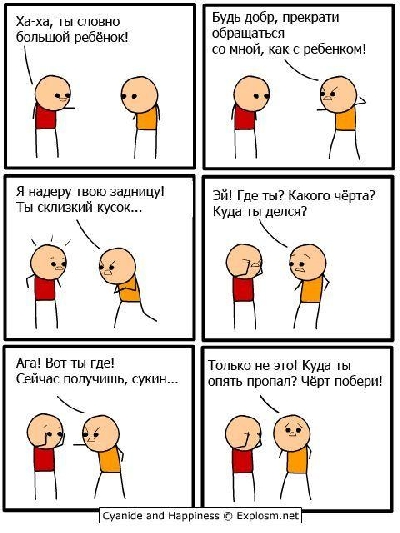 Ха-ха, ты словно
большой ребёнок!
Будь добр, прекрати
обращаться
со мной, как с ребенком!
Я надеру твою задницу!
Ты склизкий кусок...
Эй! Где ты? Какого чёрта?
Куда ты делся?
Ага! Вот ты где!
Сейчас получишь, сукин...
Только не это! Куда ты
опять пропал? Чёрт побери!
Cyanide and Happiness © Explosm.net